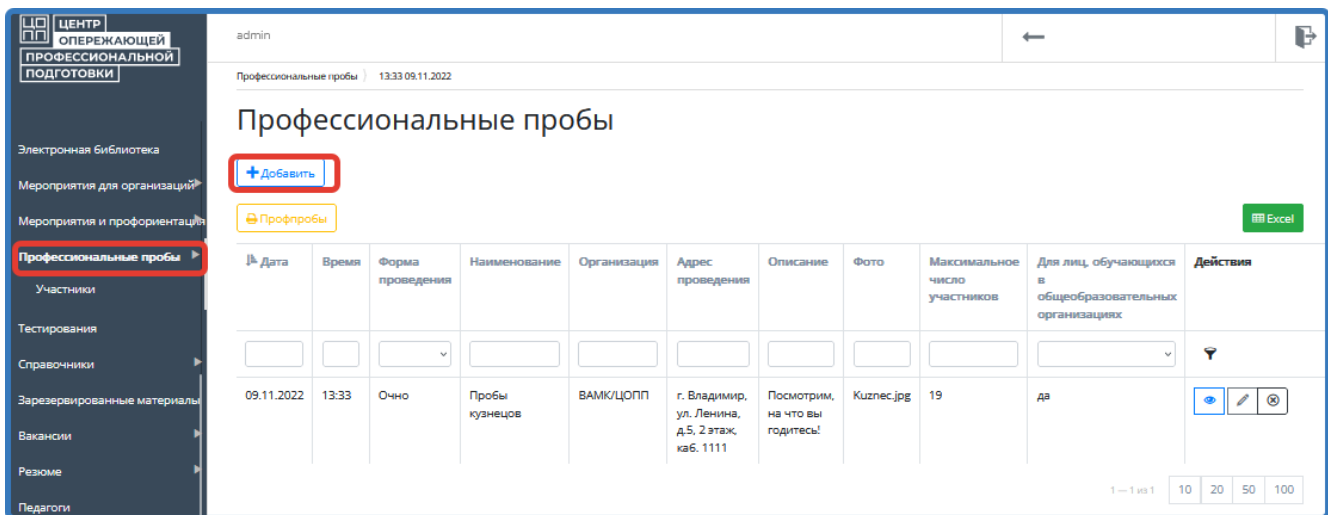 ЦОПП
ЦЕНТР
ОПЕРЕЖАЮЩЕЙ
ПРОФЕССИОНАЛЬНОЙ
ПОДГОТОВКИ
Электронная библиотека
Мероприятия для организаций
Мероприятия и профориентация
Профессиональные пробы
Участники
Тестирования
Справочники
Зарезервированные материалы
Вакансии
Резюме
Педагоги
admin
Профессиональные пробы 13:33 09.11.2022
Профессиональные пробы
Добавить
Профпробы
Excel
Дата Время Форма Наименование Организация Адрес Описание Фото Максимальное Для лиц, обучающихся Действия
проведения проведения число в
участников общеобразовательных
организациях
09.11.2022 13:33 Очно Пробы ВАМК/ЦОПП г. Владимир, Посмотрим, Kuznec.jpg 19 да
кузнецов ул. Ленина, на что вы
д.5, 2 этаж, годитесь!
каб. 1111
1 — 1 из 1 10 20 50 100